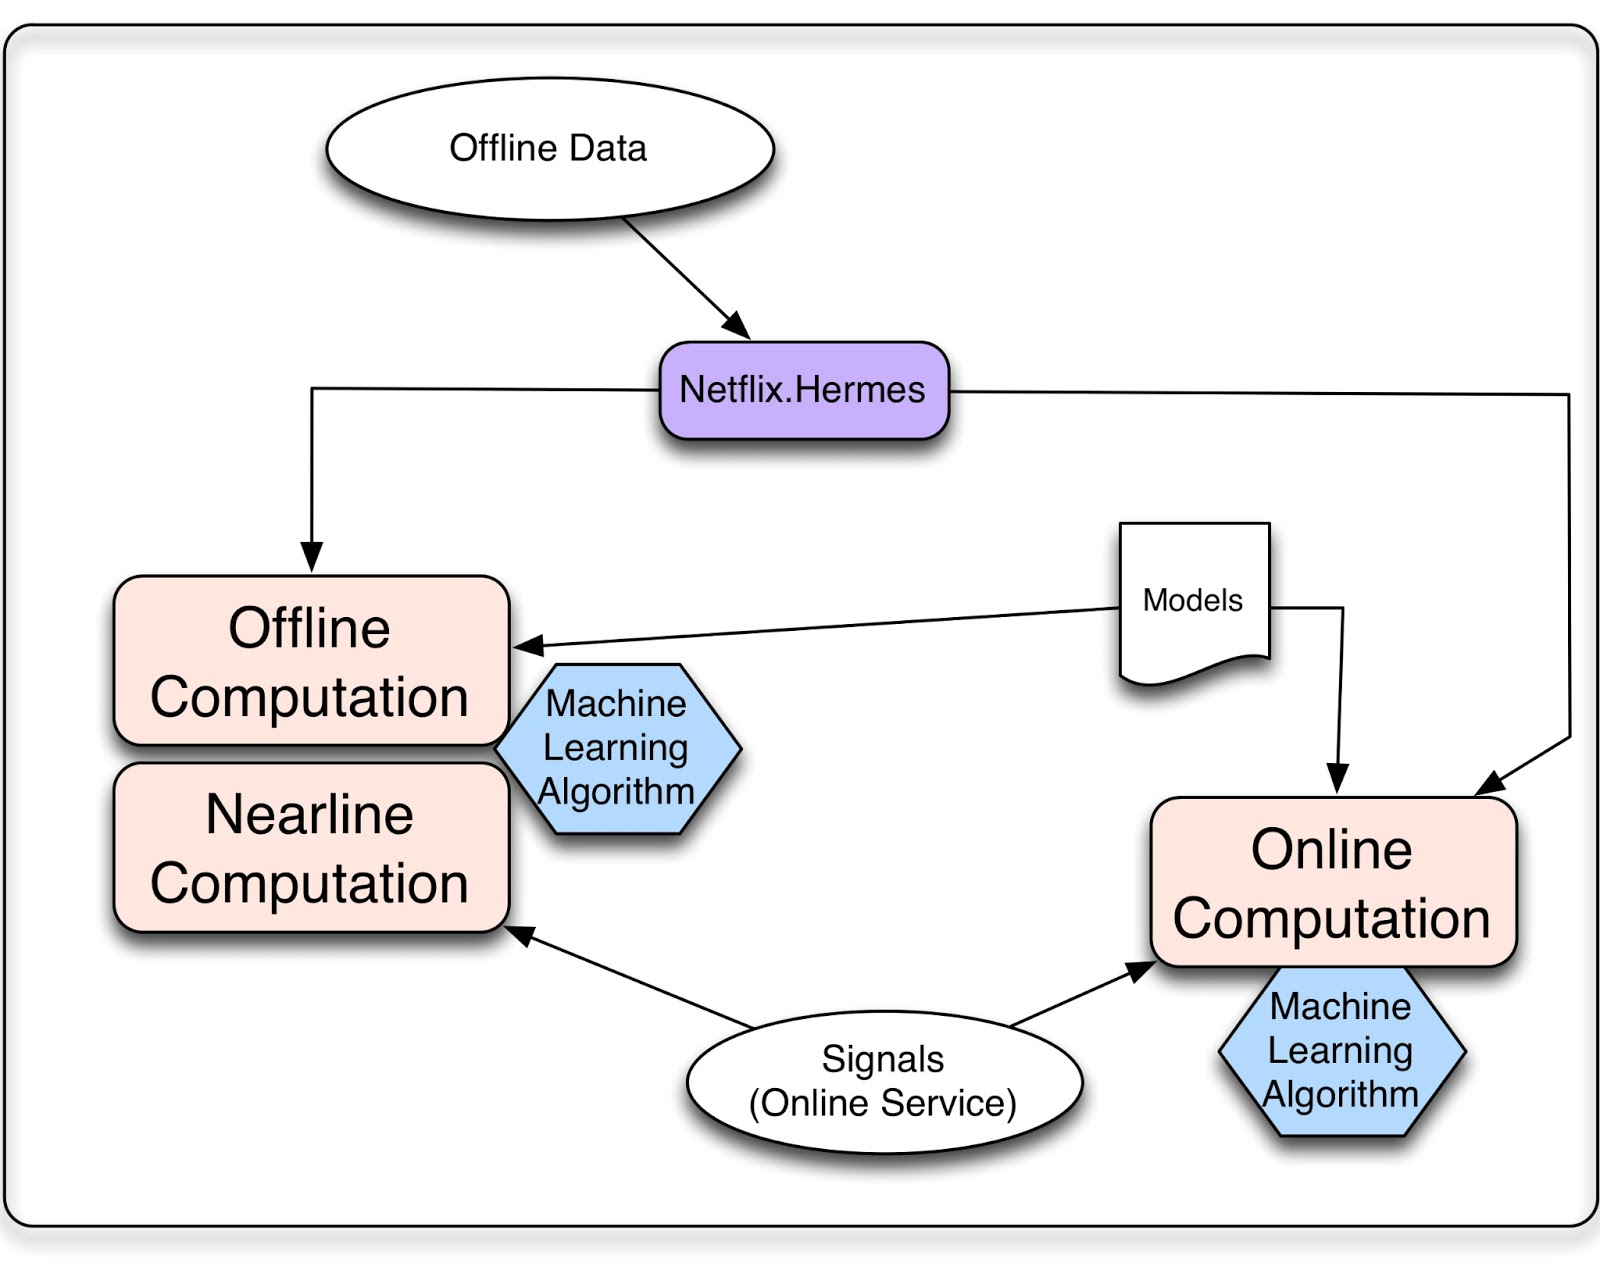 Offline Data
Netflix.Hermes
Models
Offline
Computation
Machine
Learning
Algorithm
Nearline
Computation
Online
Computation
Machine
Learning
Algorithm
Signals
(Online Service)